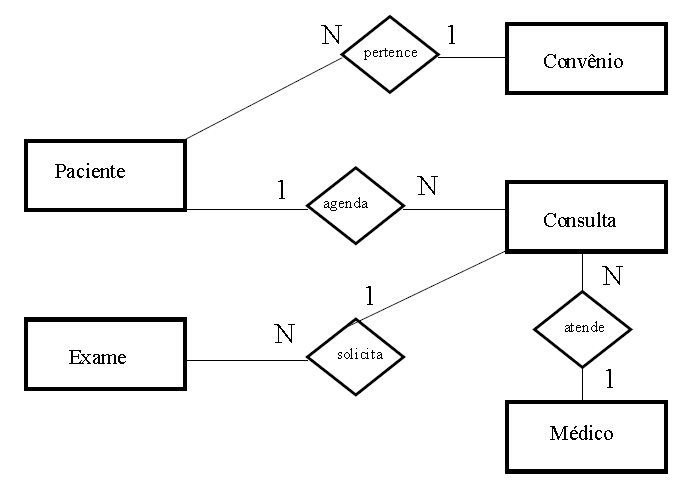 N
pertence
1
Convênio
Paciente
1
agenda
N
Consulta
1
N
solicita
Exame
N
atende
1
Médico